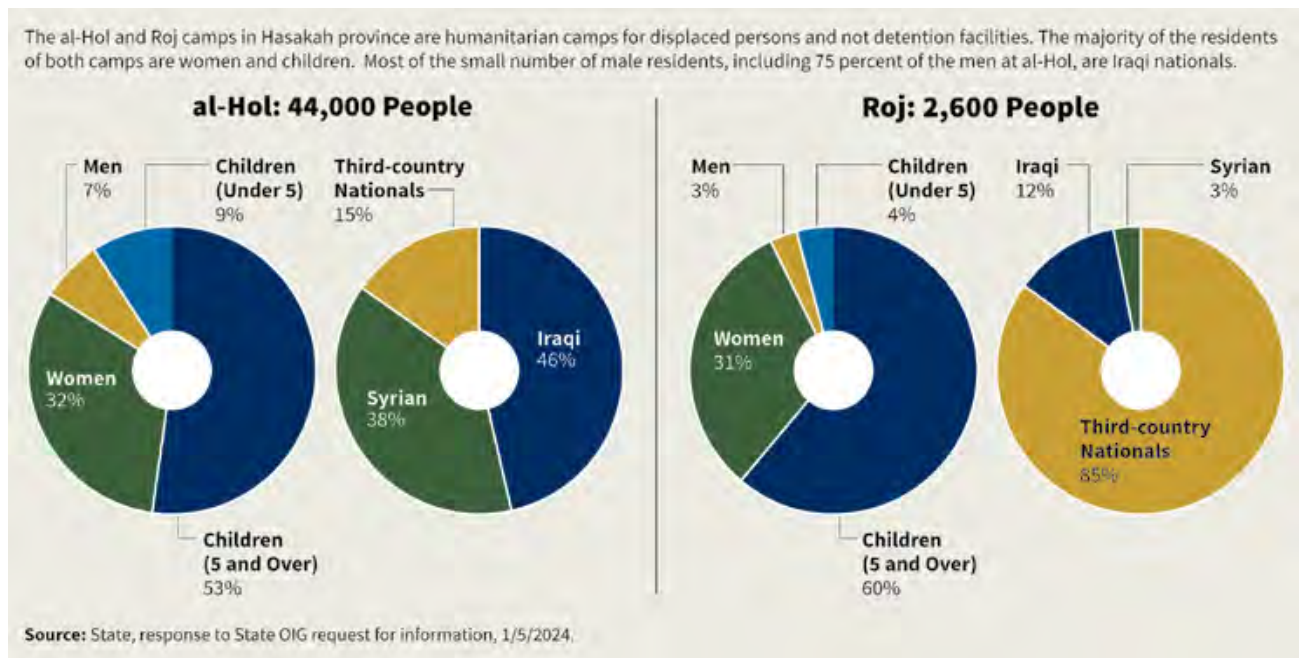 The al-Hol and Roj camps in Hasakah province are humanitarian camps for displaced persons and not detention facilities. The majority of the residents
of both camps are women and children. Most of the small number of male residents, including 75 percent of the men at al-Hol, are Iraqi nationals.
al-Hol: 44,000 People
Men
7%
Children
(Under 5)
9%
Third-country
Nationals
15%
Women
32%
Children
(5 and Over)
53%
Iraqi
46%
Syrian
38%
Roj: 2,600 People
Men
3%
Children
(Under 5)
4%
Iraqi
12%
Syrian
3%
Women
31%
Children
(5 and Over)
60%
Third-country
Nationals
85%
Source: State, response to State OIG request for information, 1/5/2024.